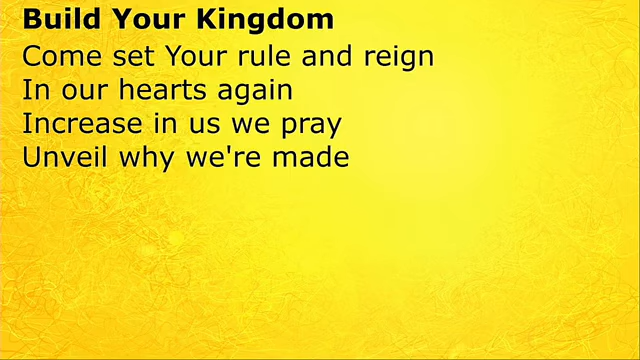 Build Your Kingdom
Come set Your rule and reign
In our hearts again
Increase in us we pray
Unveil why we're made